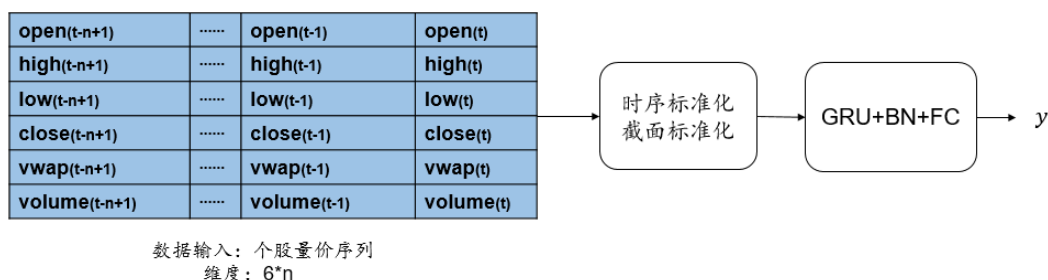 open(t-n+1) ...... open(t-1) open(t)
high(t-n+1) ...... high(t-1) high(t)
low(t-n+1) ...... low(t-1) low(t)
close(t-n+1) ...... close(t-1) close(t)
vwap(t-n+1) ...... vwap(t-1) vwap(t)
volume(t-n+1) ...... volume(t-1) volume(t)
时序标准化
截面标准化
GRU+BN+FC
y
数据输入：个股量价序列
维度：6*n